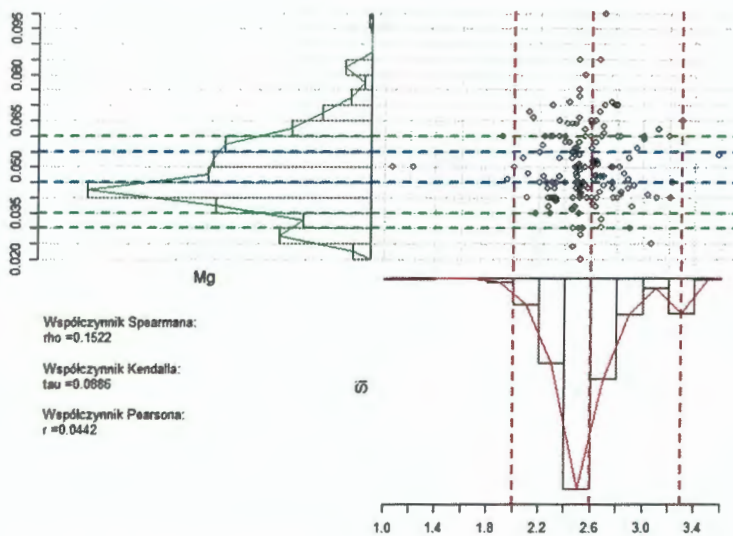 0.095
0.080
0.065
0.050
0.035
0.020
Mg
Współczynnik Spearmana:
rho =0.1522
Współczynnik Kendalla:
tau =0.0886
Współczynnik Pearsona:
r =0.0442
Si
1.0 1.4 1.8 2.2 2.6 3.0 3.4